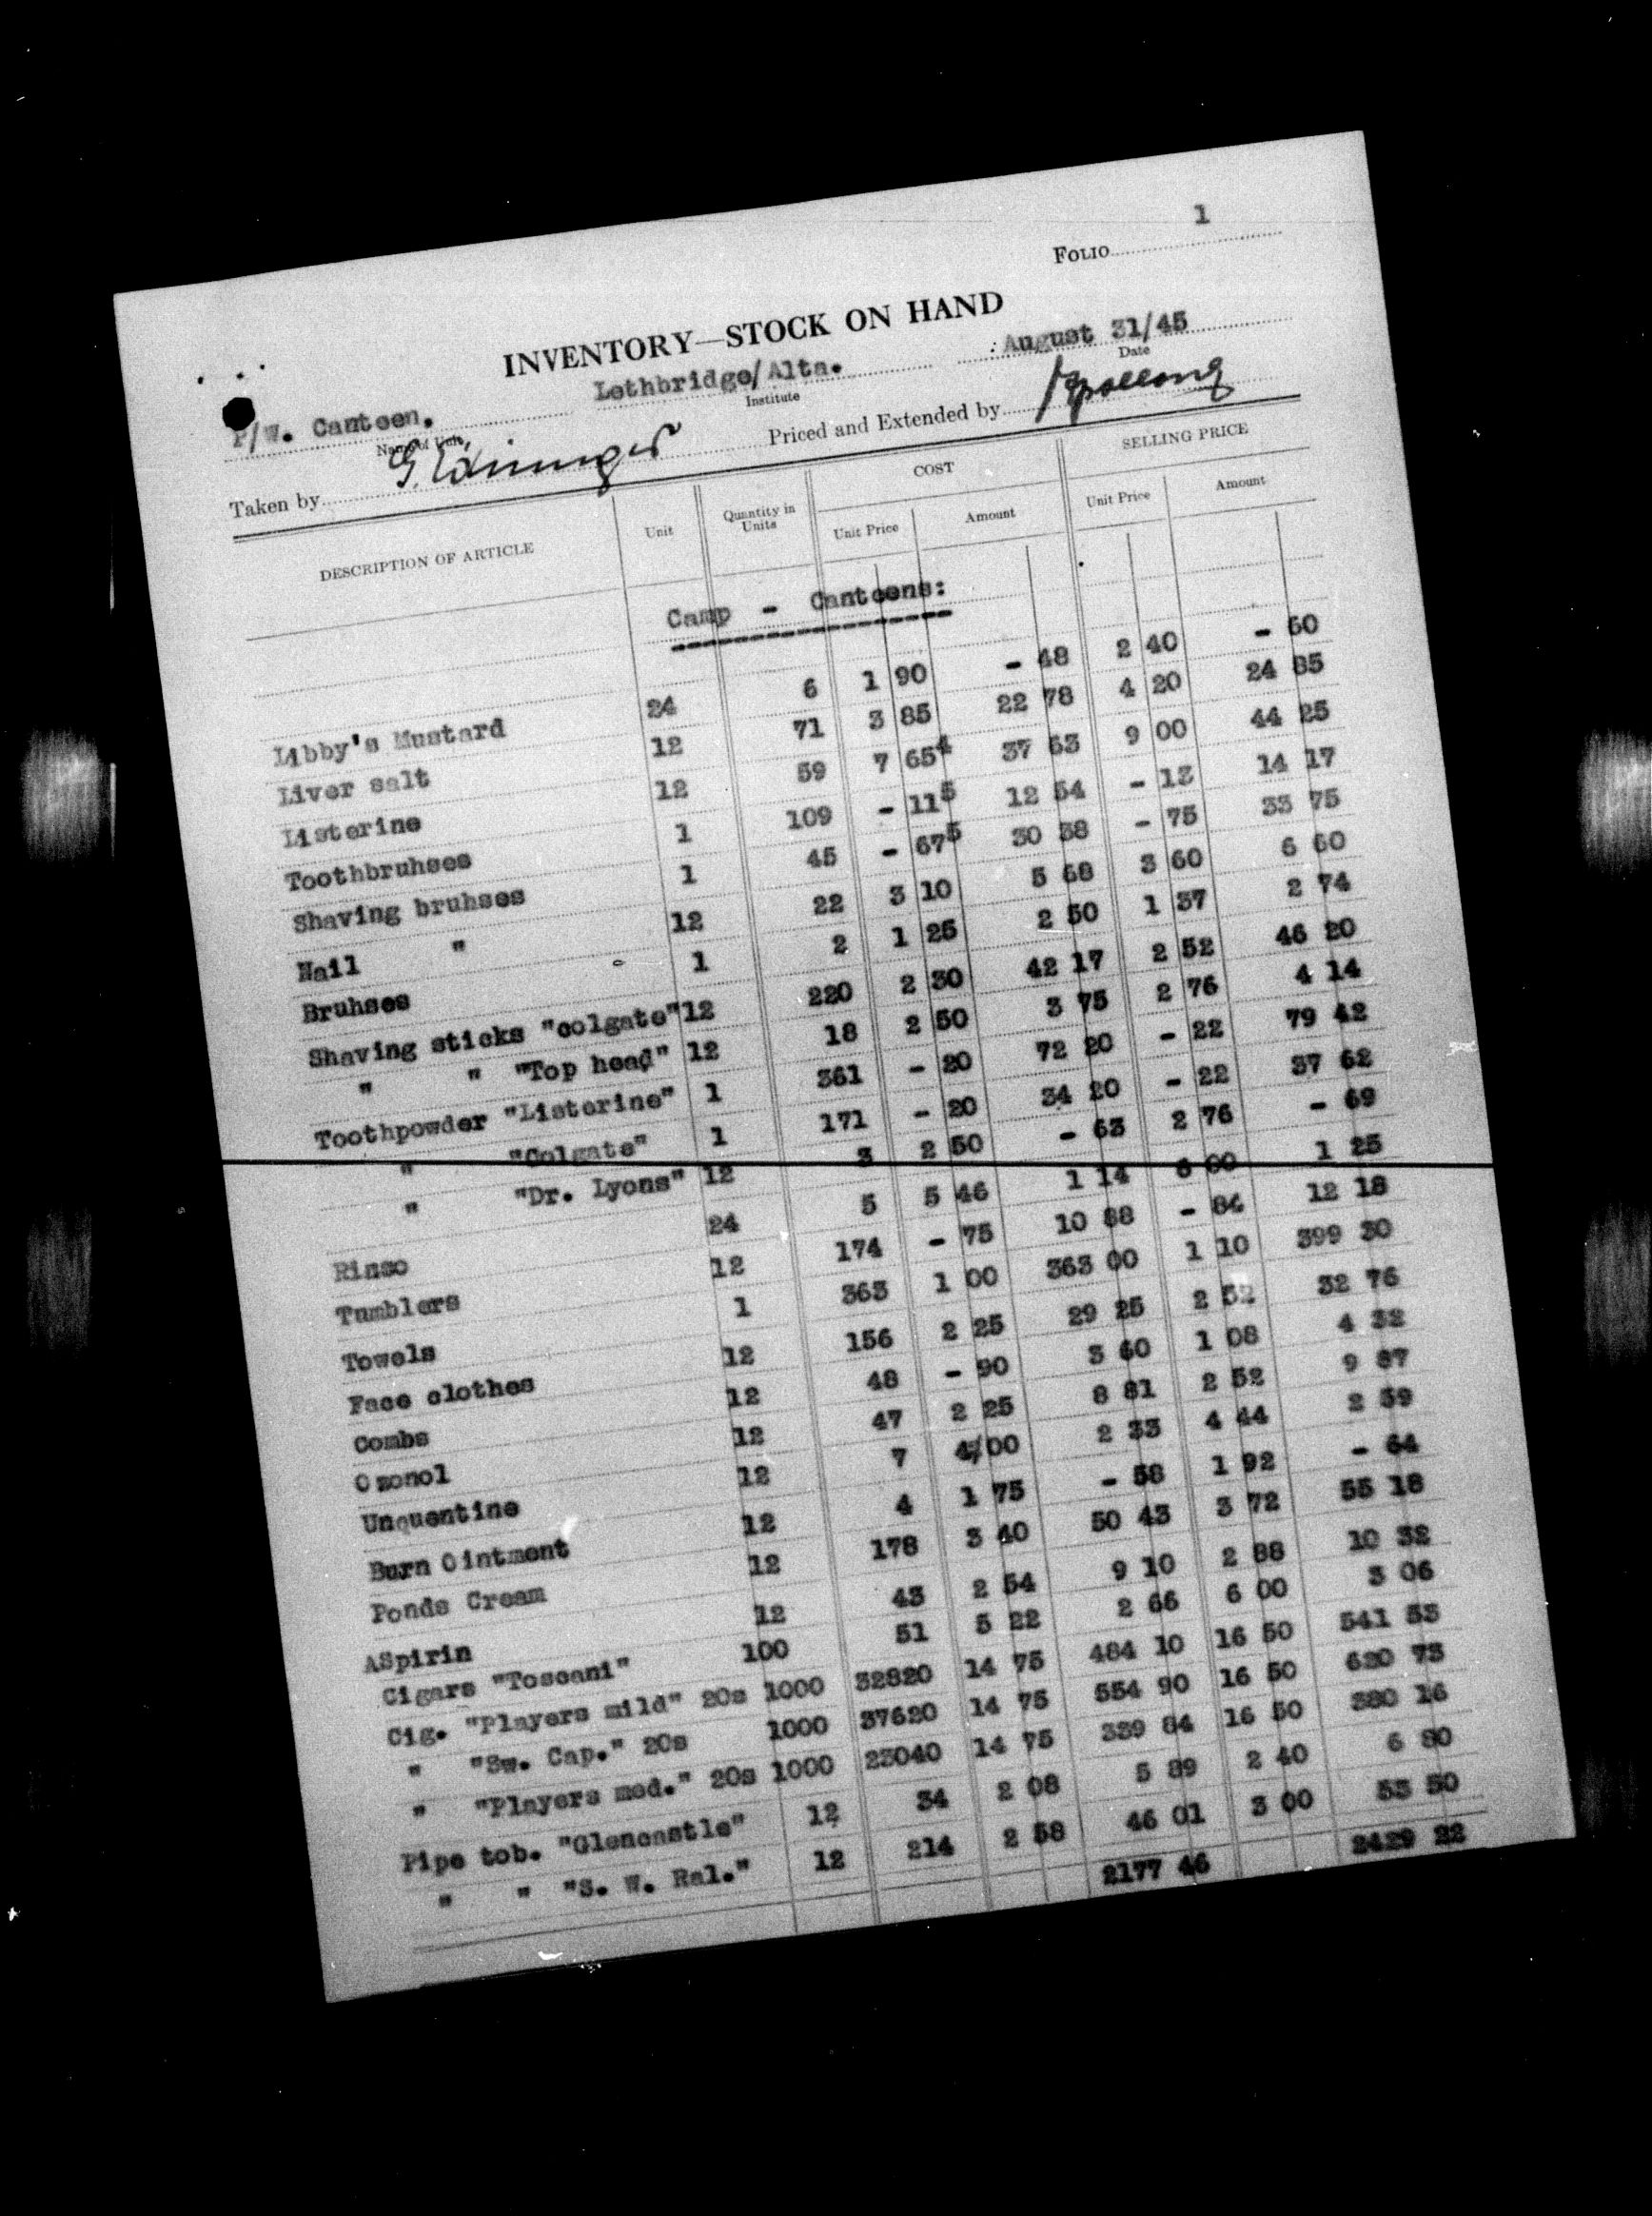 1
FOLIO
INVENTORY—STOCK ON HAND
P/W. Canteen. Lethbridge/Alta. August 31/45
Name of Unit Institute Date
Taken by Priced and Extended by
DESCRIPTION OF ARTICLE Unit Quantity in Units COST SELLING PRICE
Unit Price Amount Unit Price Amount
Camp - Canteens:
Libby's Mustard 24 6 1 90 - 48 2 40 - 60
Liver salt 12 71 3 85 22 78 4 20 24 85
Listerine 12 59 7 65⁴ 37 63 9 00 44 25
Toothbruhses 1 109 - 11⁵ 12 54 - 13 14 17
Shaving bruhses 1 45 - 67⁵ 30 38 - 75 33 75
Nail " 12 22 3 10 5 68 3 60 6 60
Bruhses 1 2 1 25 2 50 1 37 2 74
Shaving sticks "colgate" 12 220 2 30 42 17 2 52 46 20
" " "Top head" 12 18 2 50 3 75 2 76 4 14
Toothpowder "Listerine" 1 361 - 20 72 20 - 22 79 42
" "Colgate" 1 171 - 20 34 20 - 22 37 62
" "Dr. Lyons" 12 3 2 50 - 63 2 76 - 69
Rinso 24 5 5 46 1 14 6 00 1 25
Tumblers 12 174 - 75 10 88 - 84 12 18
Towels 1 363 1 00 363 00 1 10 399 30
Face clothes 12 156 2 25 29 25 2 52 32 76
Combs 12 48 - 90 3 60 1 08 4 32
Ozonol 12 47 2 25 8 81 2 52 9 87
Unquentine 12 7 4/00 2 33 4 44 2 59
Burn Ointment 12 4 1 75 - 58 1 92 - 64
Ponds Cream 12 178 3 40 50 43 3 72 55 18
ASpirin 12 43 2 54 9 10 2 88 10 32
Cigars "Toscani" 100 51 5 22 2 66 6 00 3 06
Cig. "Players mild" 20s 1000 32820 14 75 484 10 16 50 541 53
" "Sw. Cap." 20s 1000 37620 14 75 554 90 16 50 620 73
" "Players med." 20s 1000 23040 14 75 339 84 16 50 380 16
Pipe tob. "Glencastle" 12 34 2 08 5 89 2 40 6 80
" " "S. W. Ral." 12 214 2 58 46 01 3 00 53 50
2177 46 2429 22